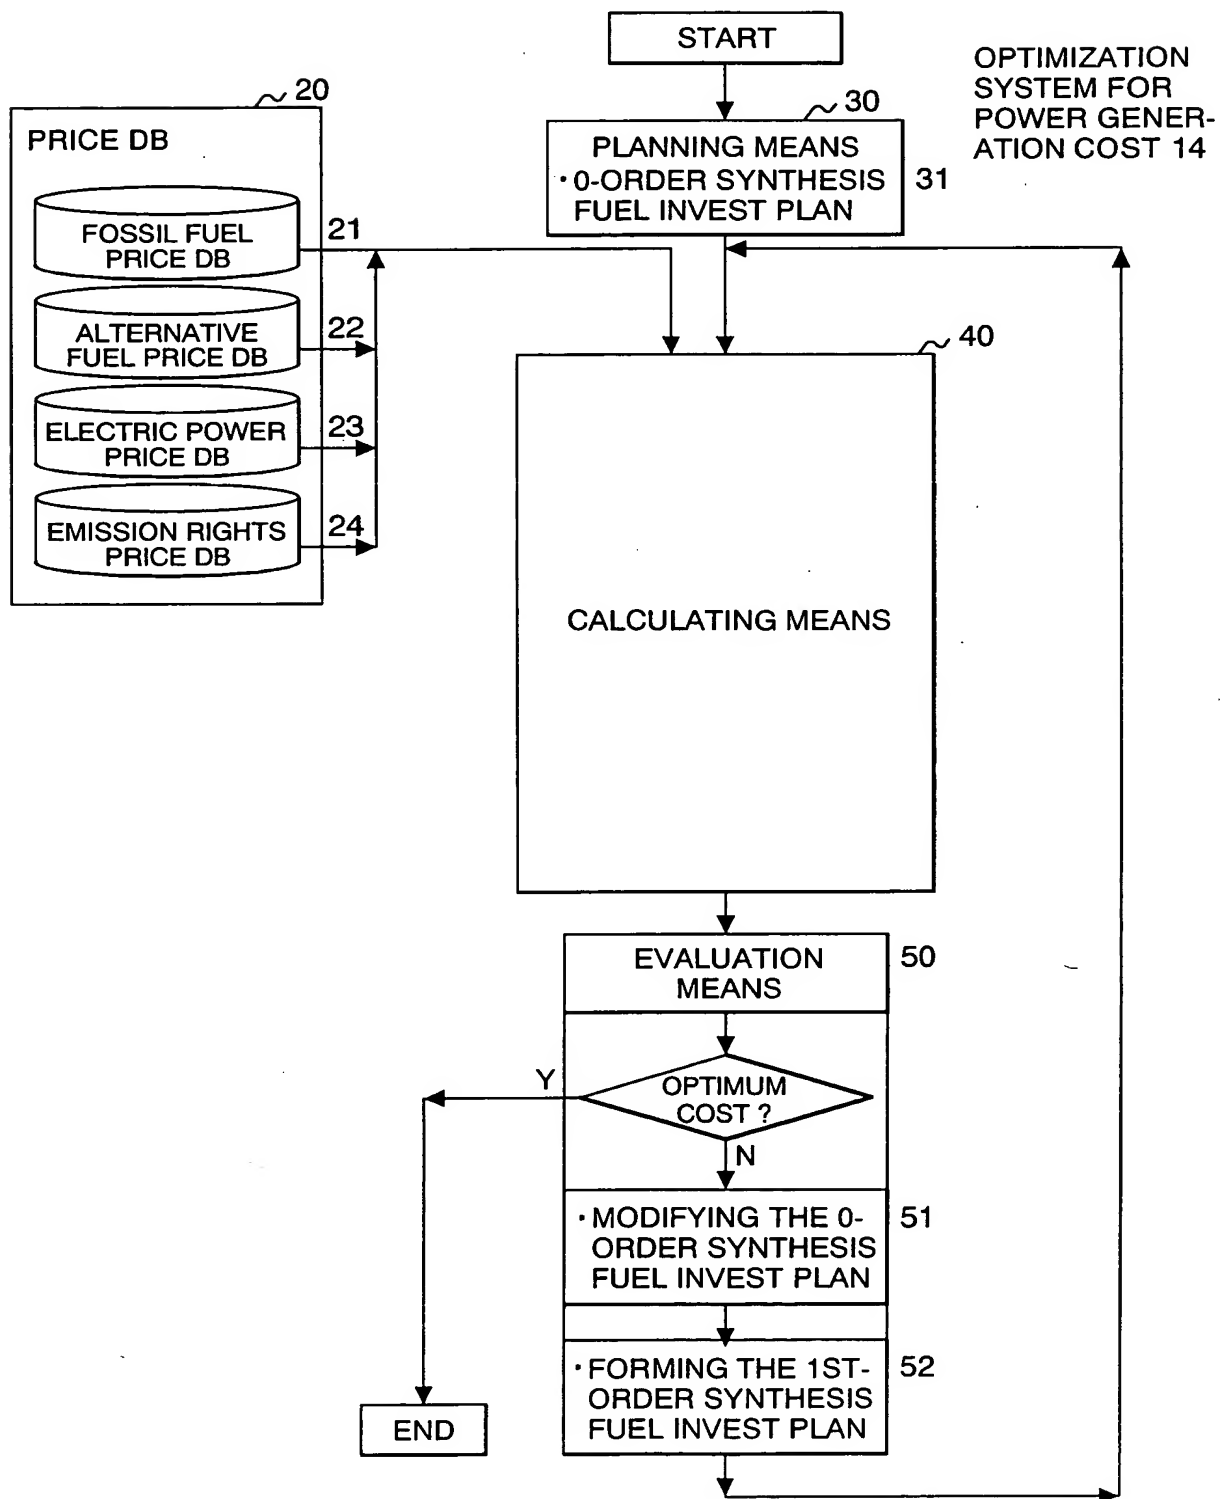 START
OPTIMIZATION
SYSTEM FOR
POWER GENER-
ATION COST 14
20
PRICE DB
FOSSIL FUEL
PRICE DB
21
ALTERNATIVE
FUEL PRICE DB
22
ELECTRIC POWER
PRICE DB
23
EMISSION RIGHTS
PRICE DB
24
30
PLANNING MEANS
・0-ORDER SYNTHESIS
FUEL INVEST PLAN
31
40
CALCULATING MEANS
EVALUATION
MEANS
50
OPTIMUM
COST ?
Y
N
・MODIFYING THE 0-
ORDER SYNTHESIS
FUEL INVEST PLAN
51
・FORMING THE 1ST-
ORDER SYNTHESIS
FUEL INVEST PLAN
52
END